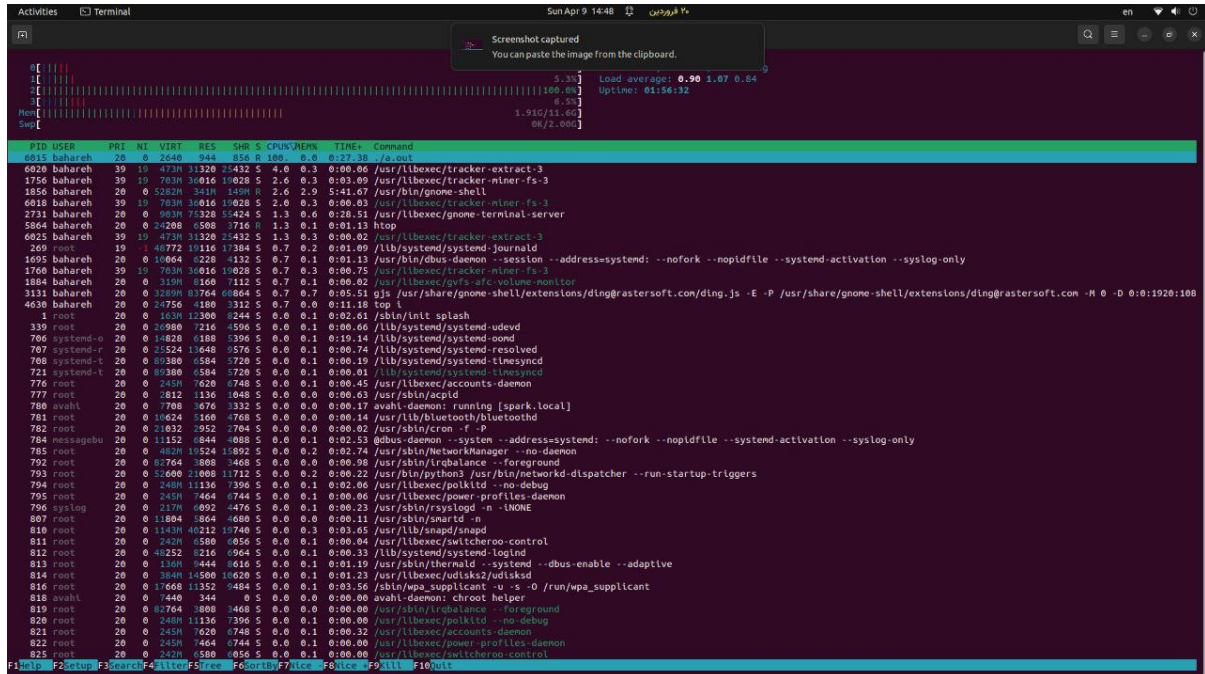 Activities Terminal Sun Apr 9 14:48 ۲۰ فروردین en
Screenshot captured
You can paste the image from the clipboard.
0[
1[ 5.3%] Load average: 0.90 1.07 0.84
2[ 100.0%] Uptime: 01:56:32
3[ 6.5%]
Mem[ 1.91G/11.6G]
Swp[ 0K/2.00G]
PID USER PRI NI VIRT RES SHR S CPU%▽MEM% TIME+ Command
6015 bahareh 20 0 2640 944 856 R 100. 0.0 0:27.38 ./a.out
6020 bahareh 39 19 473M 31320 25432 S 4.0 0.3 0:00.06 /usr/libexec/tracker-extract-3
1756 bahareh 39 19 703M 36016 19028 S 2.6 0.3 0:03.09 /usr/libexec/tracker-miner-fs-3
1856 bahareh 20 0 5282M 341M 149M R 2.6 2.9 5:41.67 /usr/bin/gnome-shell
6018 bahareh 39 19 703M 36016 19028 S 2.0 0.3 0:00.03 /usr/libexec/tracker-miner-fs-3
2731 bahareh 20 0 903M 75328 55424 S 1.3 0.6 0:28.51 /usr/libexec/gnome-terminal-server
5864 bahareh 20 0 24208 6508 3716 R 1.3 0.1 0:01.13 htop
6025 bahareh 39 19 473M 31320 25432 S 1.3 0.3 0:00.02 /usr/libexec/tracker-extract-3
269 root 19 -1 48772 19116 17384 S 0.7 0.2 0:01.09 /lib/systemd/systemd-journald
1695 bahareh 20 0 10064 6228 4132 S 0.7 0.1 0:01.13 /usr/bin/dbus-daemon --session --address=systemd: --nofork --nopidfile --systemd-activation --syslog-only
1760 bahareh 39 19 703M 36016 19028 S 0.7 0.3 0:00.75 /usr/libexec/tracker-miner-fs-3
1884 bahareh 20 0 319M 8160 7112 S 0.7 0.1 0:00.02 /usr/libexec/gvfs-afc-volume-monitor
3131 bahareh 20 0 3289M 83764 60864 S 0.7 0.7 0:05.51 gjs /usr/share/gnome-shell/extensions/ding@rastersoft.com/ding.js -E -P /usr/share/gnome-shell/extensions/ding@rastersoft.com -M 0 -D 0:0:1920:108
4630 bahareh 20 0 24756 4180 3312 S 0.7 0.0 0:11.18 top i
1 root 20 0 163M 12300 8244 S 0.0 0.1 0:02.61 /sbin/init splash
339 root 20 0 26980 7216 4596 S 0.0 0.1 0:00.66 /lib/systemd/systemd-udevd
706 systemd-o 20 0 14828 6188 5396 S 0.0 0.1 0:19.14 /lib/systemd/systemd-oomd
707 systemd-r 20 0 25524 13648 9576 S 0.0 0.1 0:00.74 /lib/systemd/systemd-resolved
708 systemd-t 20 0 89380 6584 5720 S 0.0 0.1 0:00.19 /lib/systemd/systemd-timesyncd
721 systemd-t 20 0 89380 6584 5720 S 0.0 0.1 0:00.01 /lib/systemd/systemd-timesyncd
776 root 20 0 245M 7620 6748 S 0.0 0.1 0:00.45 /usr/libexec/accounts-daemon
777 root 20 0 2812 1136 1048 S 0.0 0.0 0:00.63 /usr/sbin/acpid
780 avahi 20 0 7708 3676 3332 S 0.0 0.0 0:00.17 avahi-daemon: running [spark.local]
781 root 20 0 10624 5160 4768 S 0.0 0.0 0:00.14 /usr/lib/bluetooth/bluetoothd
782 root 20 0 21032 2952 2704 S 0.0 0.0 0:00.02 /usr/sbin/cron -f -P
784 messagebu 20 0 11152 6844 4088 S 0.0 0.1 0:02.53 @dbus-daemon --system --address=systemd: --nofork --nopidfile --systemd-activation --syslog-only
785 root 20 0 482M 19524 15892 S 0.0 0.2 0:02.74 /usr/sbin/NetworkManager --no-daemon
792 root 20 0 82764 3808 3468 S 0.0 0.0 0:00.98 /usr/sbin/irqbalance --foreground
793 root 20 0 52600 21008 11712 S 0.0 0.2 0:00.22 /usr/bin/python3 /usr/bin/networkd-dispatcher --run-startup-triggers
794 root 20 0 248M 11136 7396 S 0.0 0.1 0:02.06 /usr/libexec/polkitd --no-debug
795 root 20 0 245M 7464 6744 S 0.0 0.1 0:00.05 /usr/libexec/power-profiles-daemon
796 syslog 20 0 217M 6092 4476 S 0.0 0.1 0:00.23 /usr/sbin/rsyslogd -n -iNONE
807 root 20 0 11804 5864 4680 S 0.0 0.0 0:00.11 /usr/sbin/smartd -n
810 root 20 0 1143M 40212 19740 S 0.0 0.3 0:03.65 /usr/lib/snapd/snapd
811 root 20 0 242M 6580 6056 S 0.0 0.1 0:00.04 /usr/libexec/switcheroo-control
812 root 20 0 48252 8216 6964 S 0.0 0.1 0:00.33 /lib/systemd/systemd-logind
813 root 20 0 136M 9444 8616 S 0.0 0.1 0:01.19 /usr/sbin/thermald --systemd --dbus-enable --adaptive
814 root 20 0 384M 14500 10620 S 0.0 0.1 0:01.23 /usr/libexec/udisks2/udisksd
816 root 20 0 17668 11352 9484 S 0.0 0.1 0:03.56 /sbin/wpa_supplicant -u -s -O /run/wpa_supplicant
818 avahi 20 0 7440 344 0 S 0.0 0.0 0:00.00 avahi-daemon: chroot helper
819 root 20 0 82764 3808 3468 S 0.0 0.0 0:00.00 /usr/sbin/irqbalance --foreground
820 root 20 0 248M 11136 7396 S 0.0 0.1 0:00.00 /usr/libexec/polkitd --no-debug
821 root 20 0 245M 7620 6748 S 0.0 0.1 0:00.32 /usr/libexec/accounts-daemon
822 root 20 0 245M 7464 6744 S 0.0 0.1 0:00.00 /usr/libexec/power-profiles-daemon
825 root 20 0 242M 6580 6056 S 0.0 0.1 0:00.00 /usr/libexec/switcheroo-control
F1Help F2Setup F3SearchF4FilterF5Tree F6SortByF7Nice -F8Nice +F9Kill F10Quit